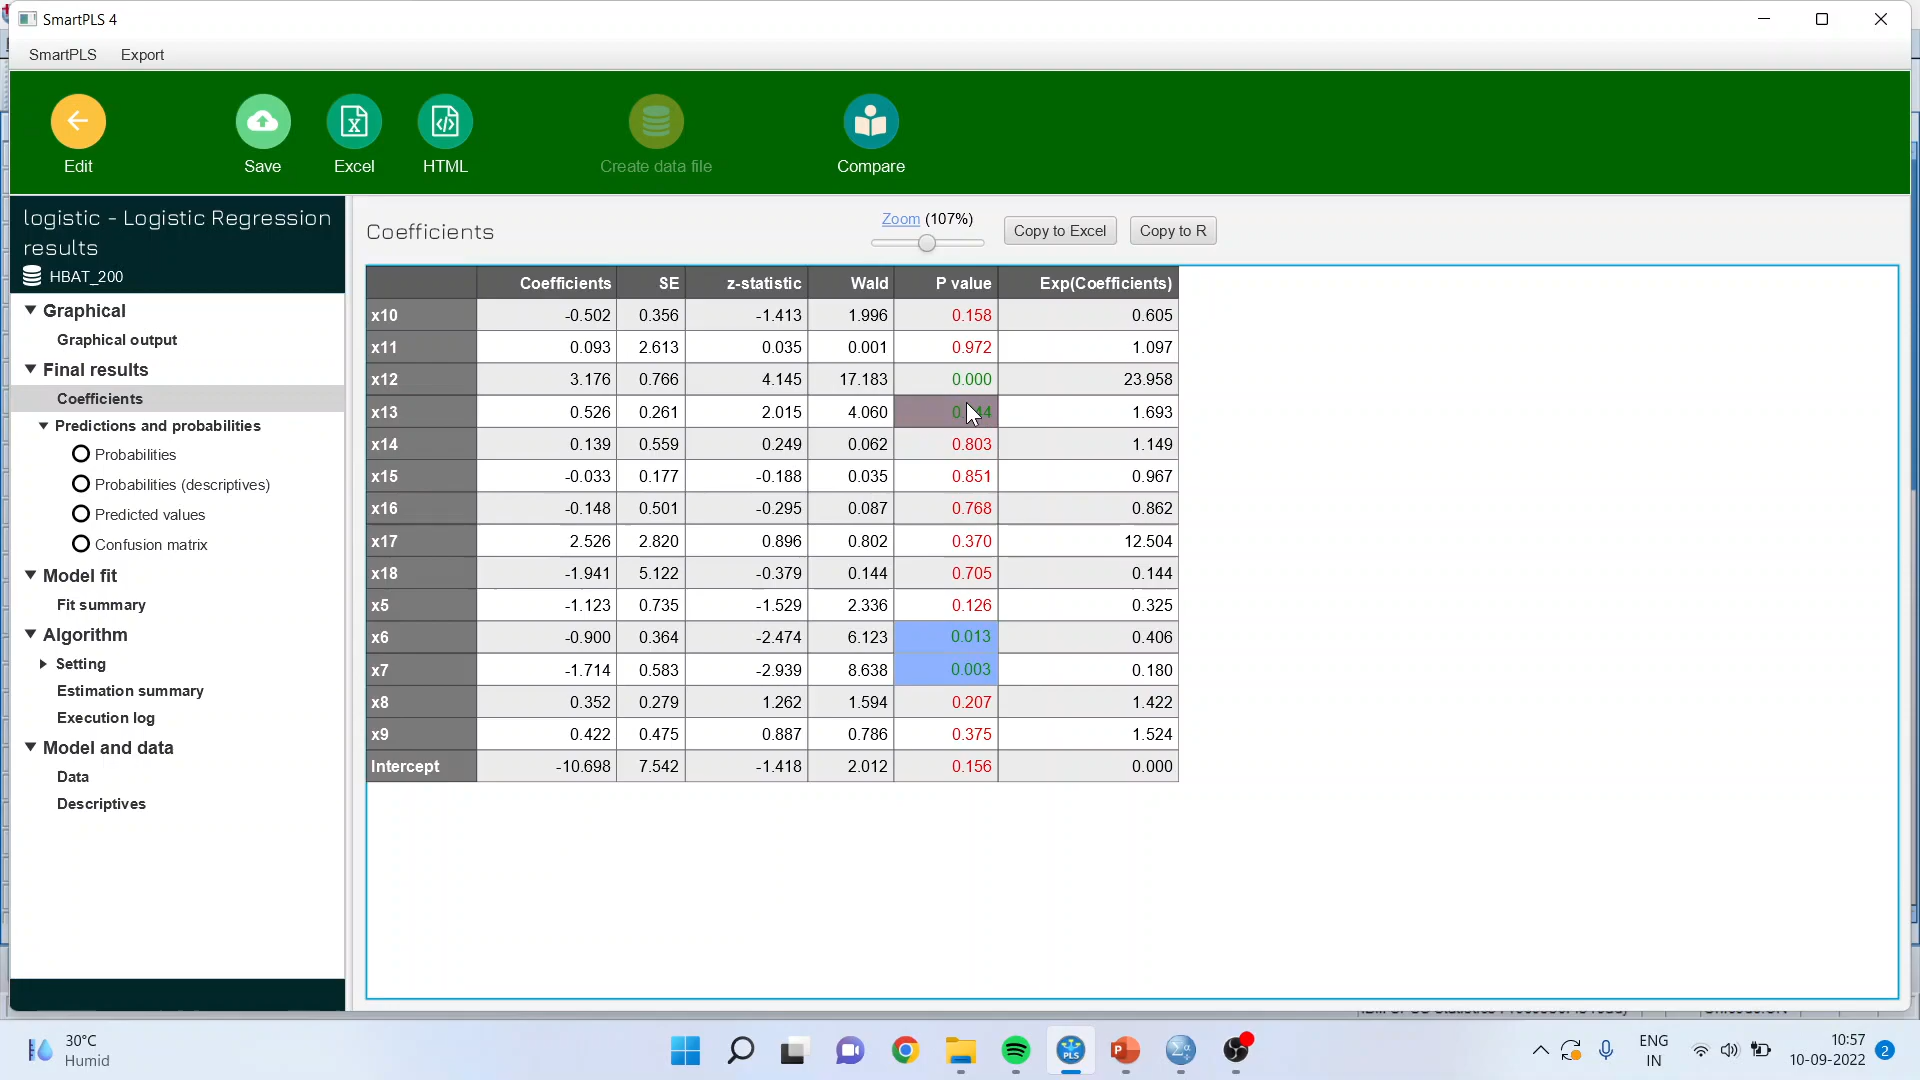 SmartPLS 4
SmartPLS Export
Edit Save Excel HTML Create data file Compare
logistic - Logistic Regression
results
HBAT_200
Graphical
Graphical output
Final results
Coefficients
Predictions and probabilities
Probabilities
Probabilities (descriptives)
Predicted values
Confusion matrix
Model fit
Fit summary
Algorithm
Setting
Estimation summary
Execution log
Model and data
Data
Descriptives
Coefficients
Zoom (107%)
Copy to Excel
Copy to R
Coefficients SE z-statistic Wald P value Exp(Coefficients)
x10 -0.502 0.356 -1.413 1.996 0.158 0.605
x11 0.093 2.613 0.035 0.001 0.972 1.097
x12 3.176 0.766 4.145 17.183 0.000 23.958
x13 0.526 0.261 2.015 4.060 1.693
x14 0.139 0.559 0.249 0.062 0.803 1.149
x15 -0.033 0.177 -0.188 0.035 0.851 0.967
x16 -0.148 0.501 -0.295 0.087 0.768 0.862
x17 2.526 2.820 0.896 0.802 0.370 12.504
x18 -1.941 5.122 -0.379 0.144 0.705 0.144
x5 -1.123 0.735 -1.529 2.336 0.126 0.325
x6 -0.900 0.364 -2.474 6.123 0.013 0.406
x7 -1.714 0.583 -2.939 8.638 0.003 0.180
x8 0.352 0.279 1.262 1.594 0.207 1.422
x9 0.422 0.475 0.887 0.786 0.375 1.524
Intercept -10.698 7.542 -1.418 2.012 0.156 0.000
30°C
Humid
PLS
ENG
IN
10:57
10-09-2022
2